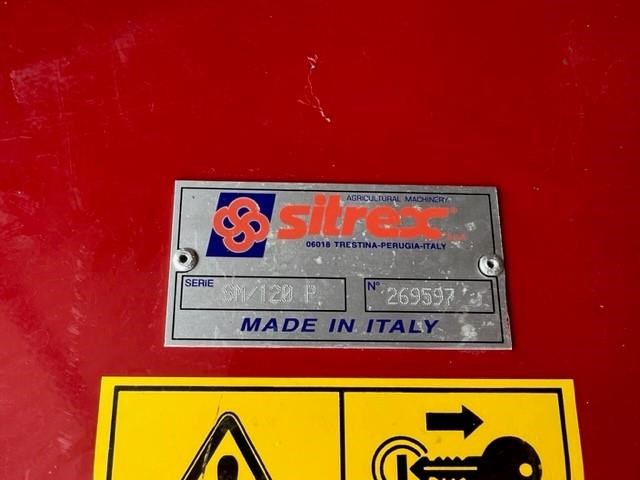 AGRICULTURAL MACHINERY
sitrex
06018 TRESTINA-PERUGIA-ITALY
SERIE SM/120 P N° 269597
MADE IN ITALY